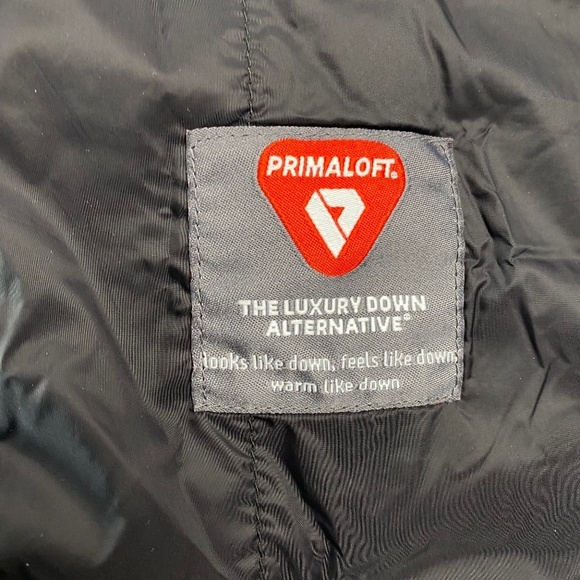 PRIMALOFT®
THE LUXURY DOWN
ALTERNATIVE®
looks like down, feels like down,
warm like down